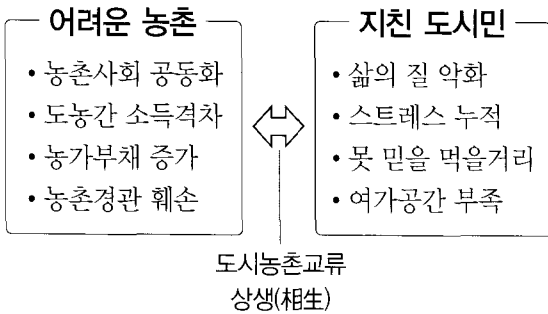 어려운 농촌
• 농촌사회 공동화
• 도농간 소득격차
• 농가부채 증가
• 농촌경관 훼손
지친 도시민
• 삶의 질 악화
• 스트레스 누적
• 못 믿을 먹을거리
• 여가공간 부족
도시농촌교류
상생(相生)